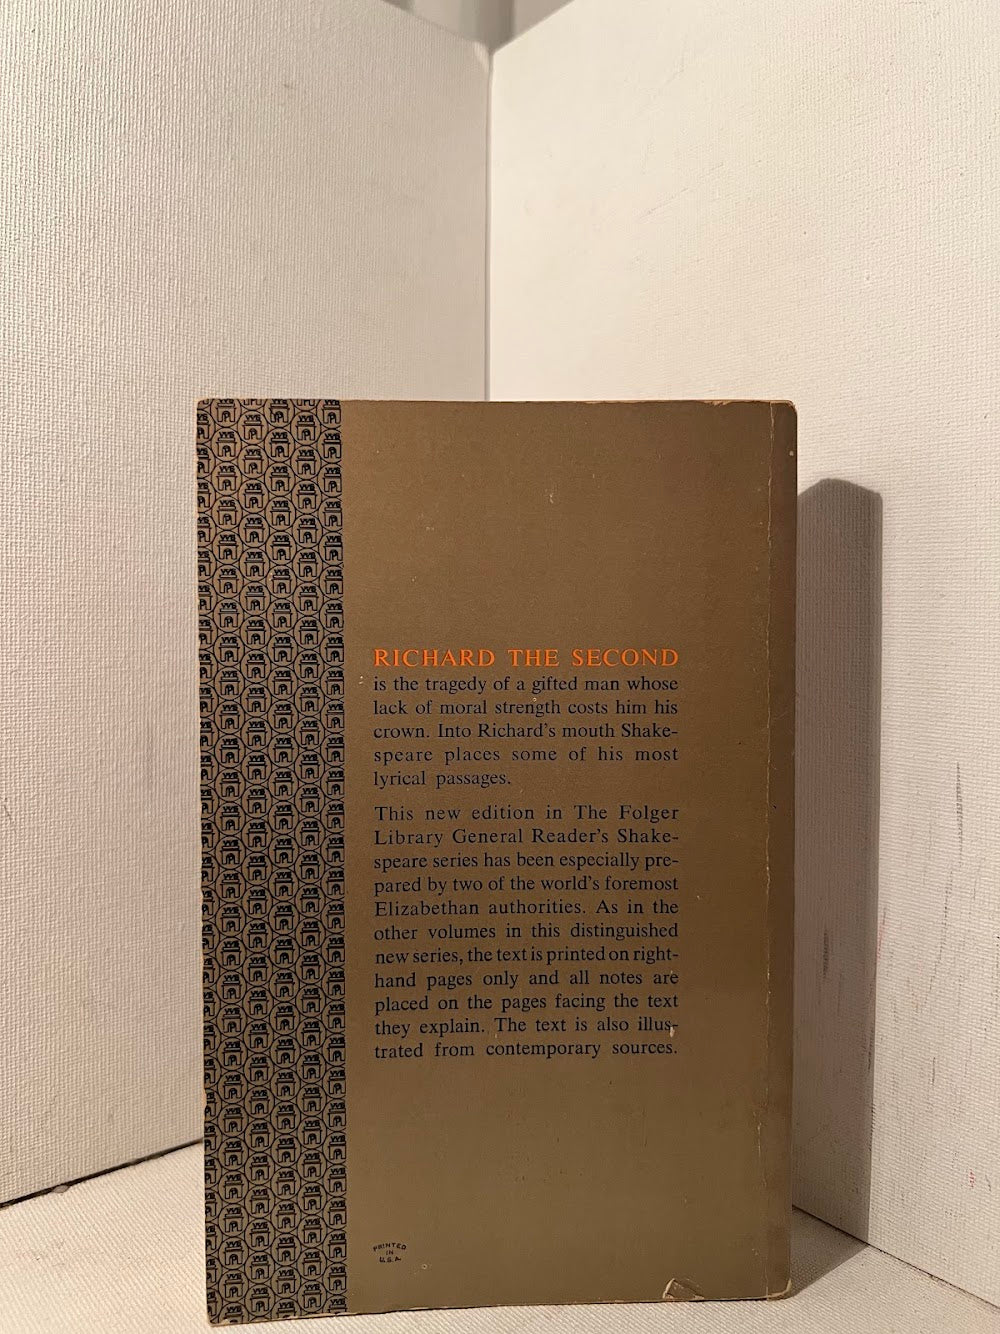 RICHARD THE SECOND
is the tragedy of a gifted man whose
lack of moral strength costs him his
crown. Into Richard's mouth Shake-
speare places some of his most
lyrical passages.
This new edition in The Folger
Library General Reader's Shake-
speare series has been especially pre-
pared by two of the world's foremost
Elizabethan authorities. As in the
other volumes in this distinguished
new series, the text is printed on right-
hand pages only and all notes are
placed on the pages facing the text
they explain. The text is also illus-
trated from contemporary sources.
PRINTED
IN
U.S.A.